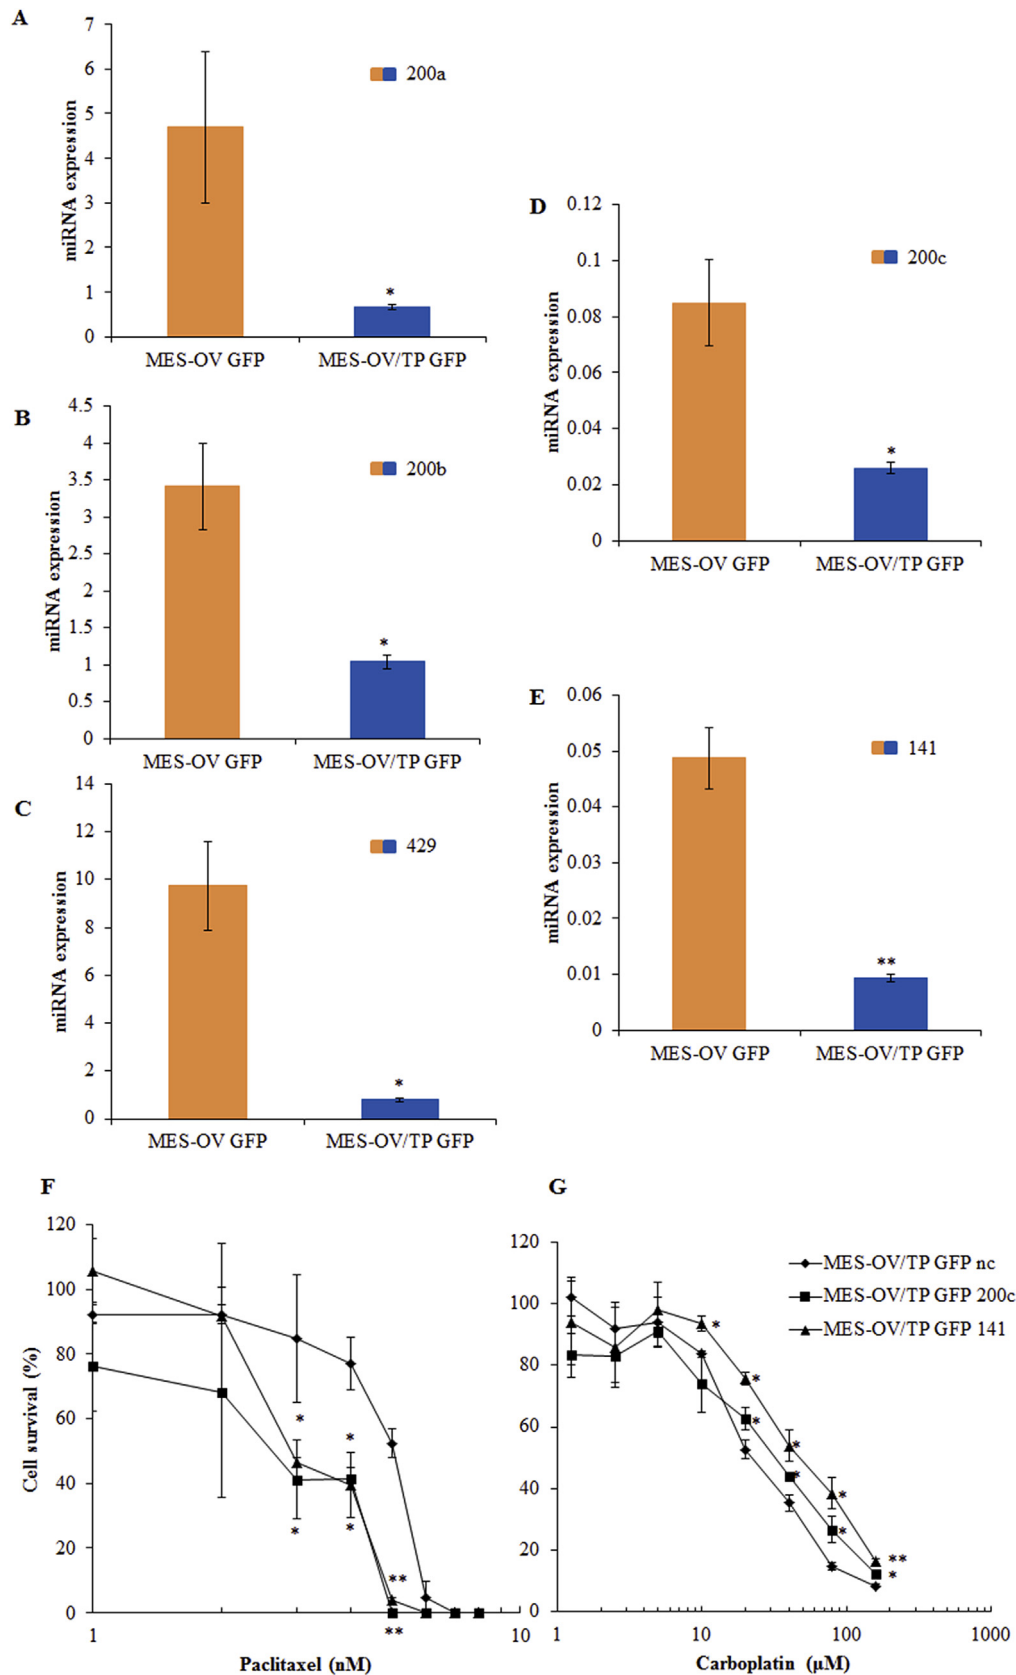 A
7
6
5
4
3
2
1
0
miRNA expression
200a
*
MES-OV GFP
MES-OV/TP GFP
B
4.5
4
3.5
3
2.5
2
1.5
1
0.5
0
miRNA expression
200b
*
MES-OV GFP
MES-OV/TP GFP
C
14
12
10
8
6
4
2
0
miRNA expression
429
*
MES-OV GFP
MES-OV/TP GFP
D
0.12
0.1
0.08
0.06
0.04
0.02
0
miRNA expression
200c
*
MES-OV GFP
MES-OV/TP GFP
E
0.06
0.05
0.04
0.03
0.02
0.01
0
miRNA expression
141
**
MES-OV GFP
MES-OV/TP GFP
F
120
100
80
60
40
20
0
Cell survival (%)
*
*
*
*
**
**
1 10
Paclitaxel (nM)
G
120
100
80
60
40
20
0
MES-OV/TP GFP nc
MES-OV/TP GFP 200c
MES-OV/TP GFP 141
*
*
*
*
*
*
*
**
*
1 10 100 1000
Carboplatin (µM)